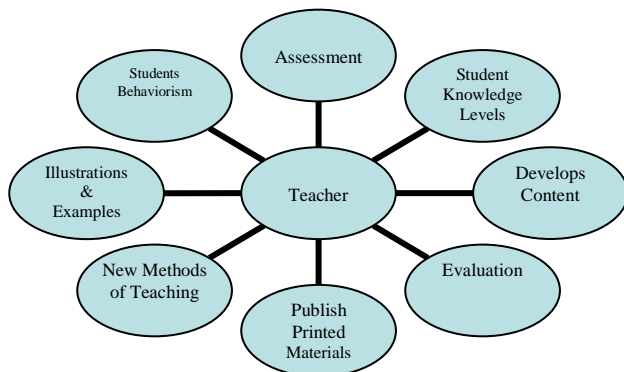 Assessment
Students
Behaviorism
Student
Knowledge
Levels
Illustrations
&
Examples
Teacher
Develops
Content
New Methods
of Teaching
Evaluation
Publish
Printed
Materials